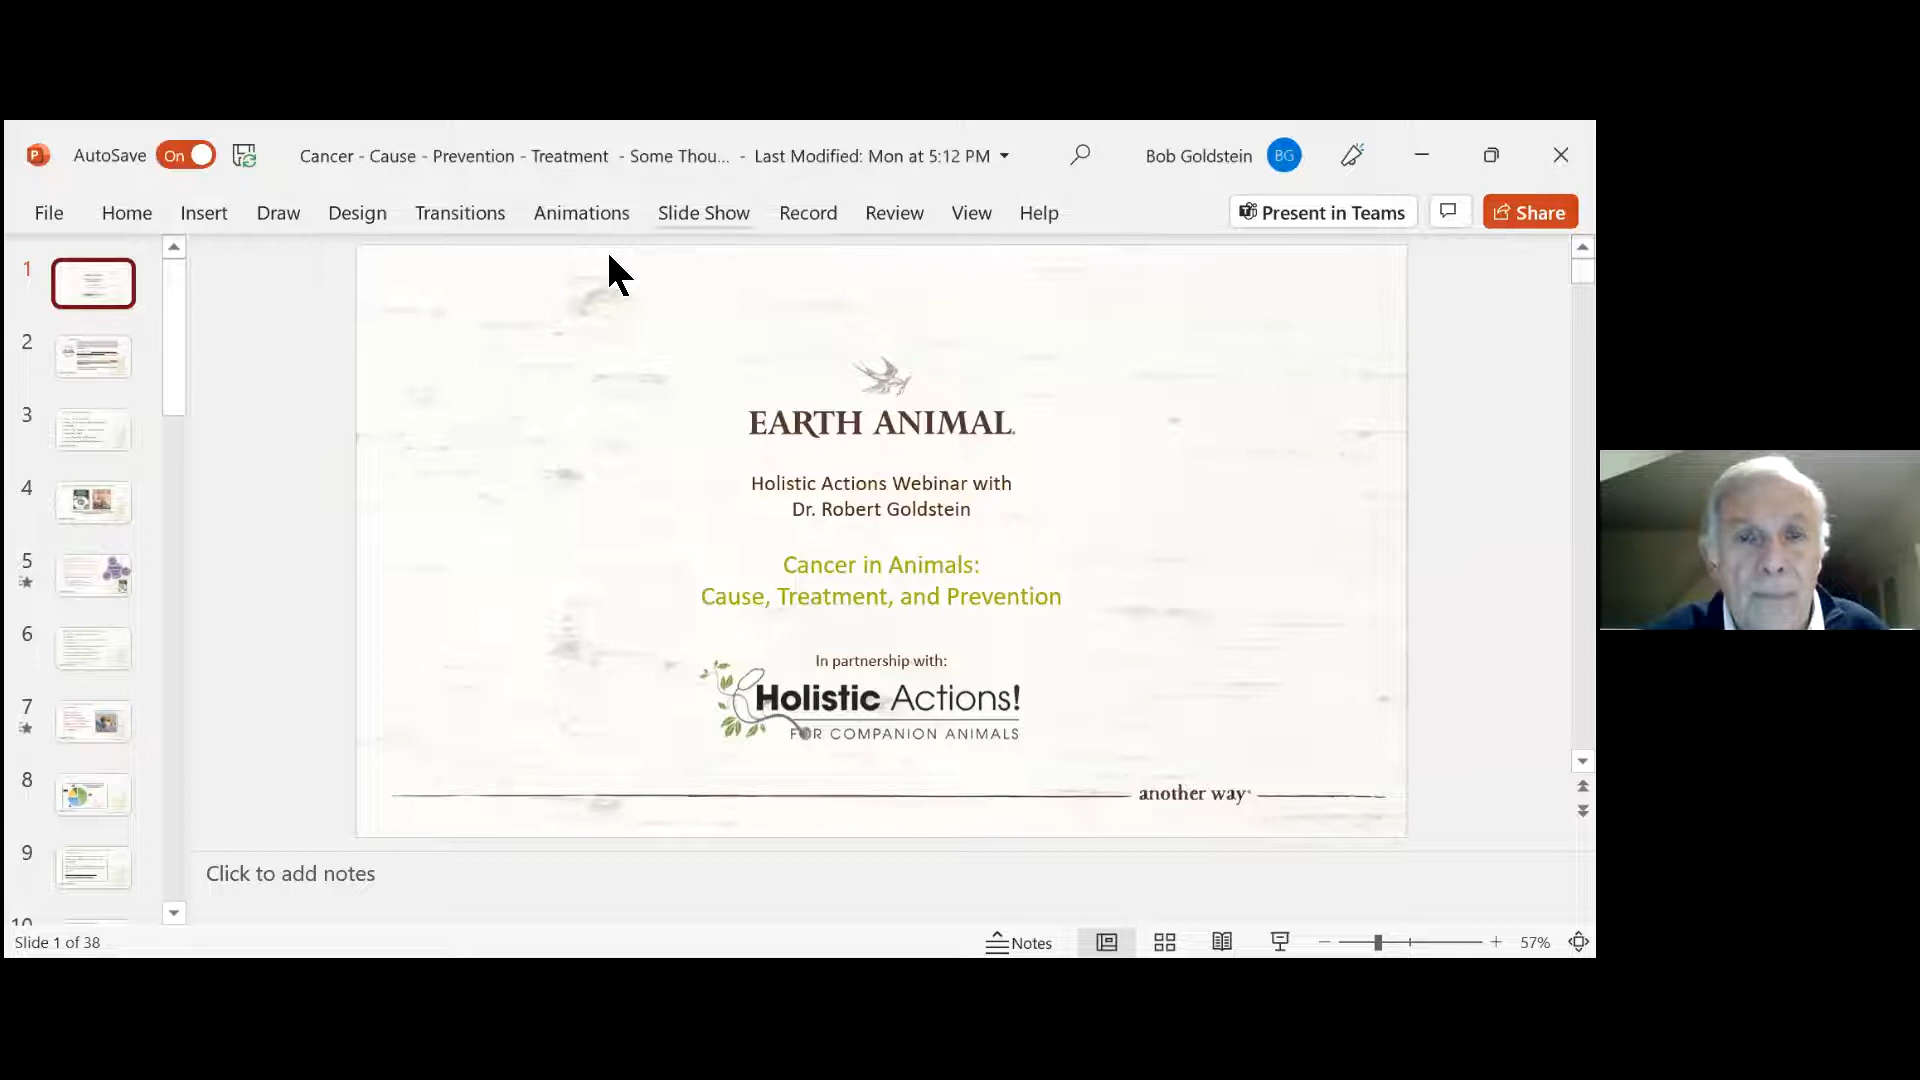 AutoSave On
Cancer - Cause - Prevention - Treatment - Some Thou... - Last Modified: Mon at 5:12 PM
Bob Goldstein BG
File Home Insert Draw Design Transitions Animations Slide Show Record Review View Help
Present in Teams
Share
1
2
3
4
5
6
7
8
9
10
EARTH ANIMAL
Holistic Actions Webinar with
Dr. Robert Goldstein
Cancer in Animals:
Cause, Treatment, and Prevention
In partnership with:
Holistic Actions!
FOR COMPANION ANIMALS
another way
Click to add notes
Slide 1 of 38
Notes
57%